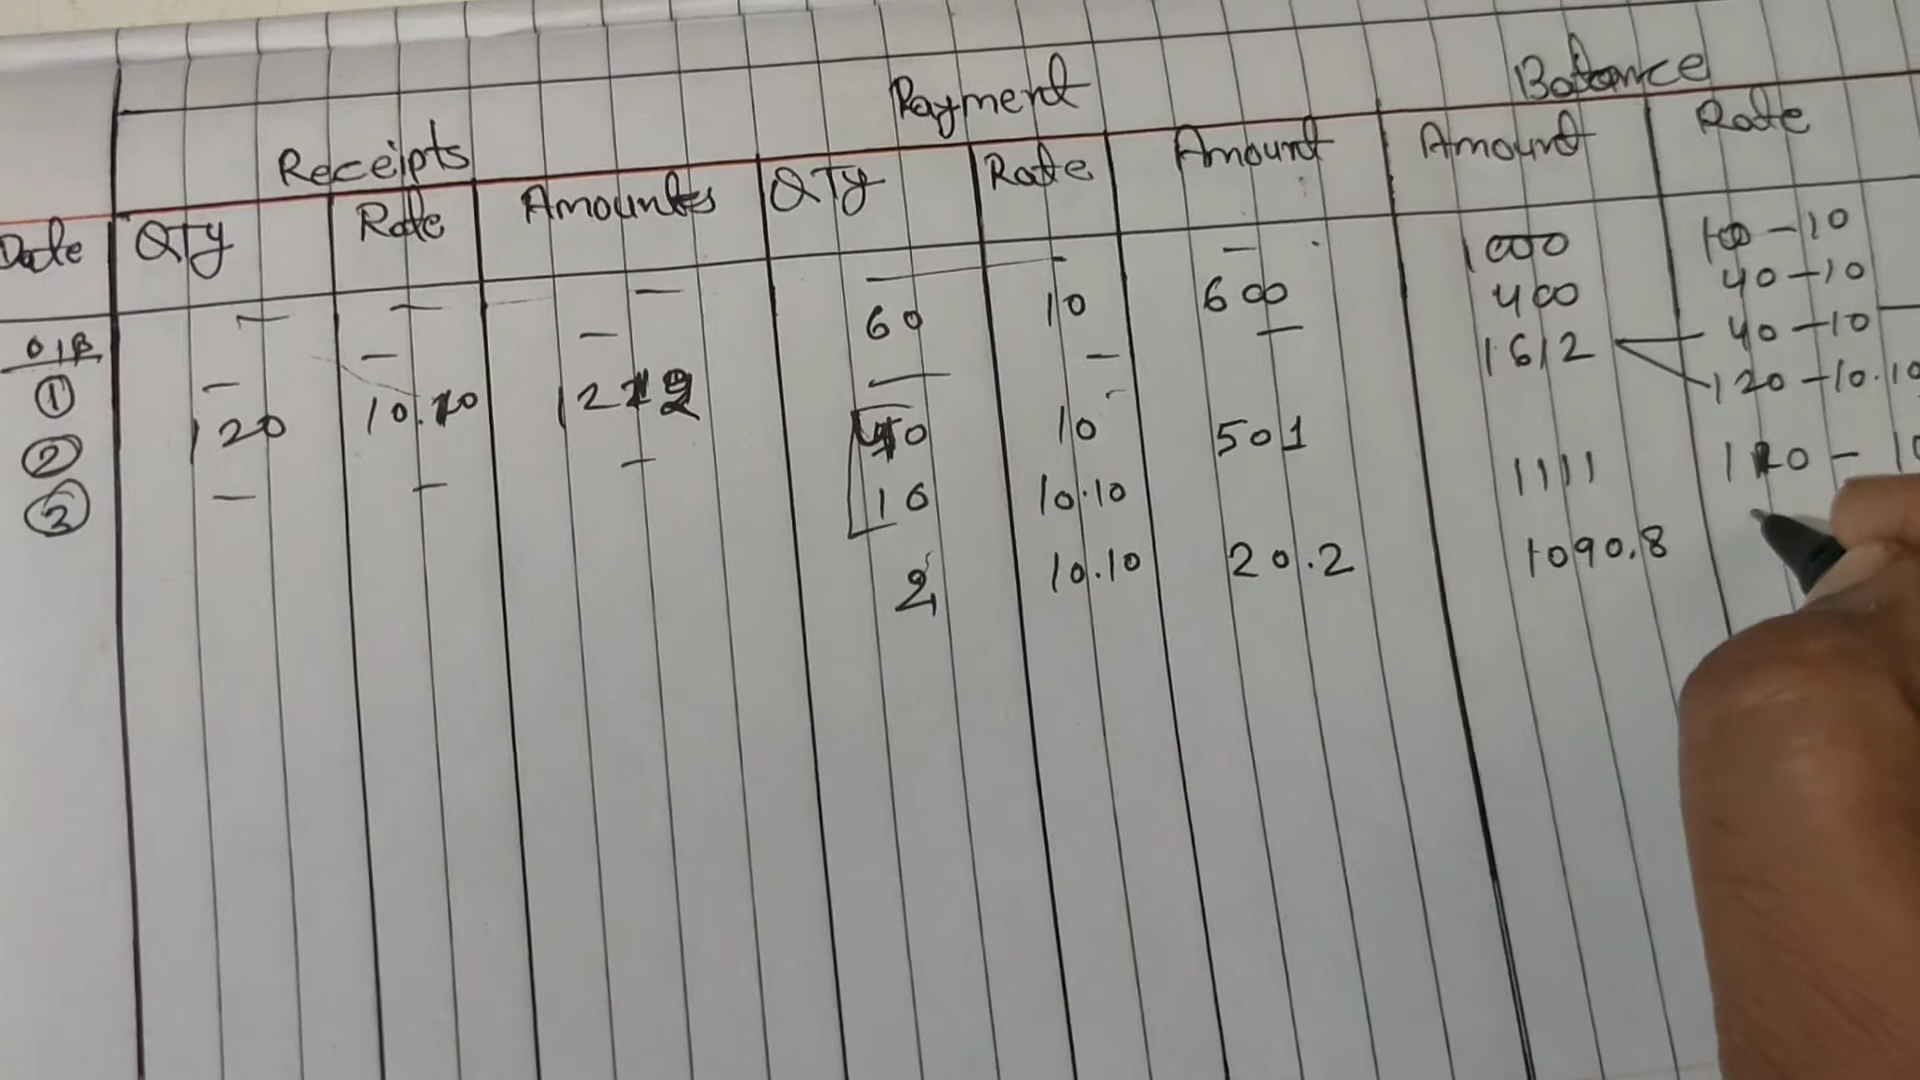 Payment Balance
Receipts
Date QTY Rate Amounts QTY Rate Amount Amount Rate
O/B — — — — — — 1000 100 - 10
① — — — 60 10 600 400 40 - 10
② 120 10.10 1212 — — — 1612 40 - 10
120 - 10.10
③ — — — 40 10 501 1111
10 10.10
2 10.10 20.2 1090.8